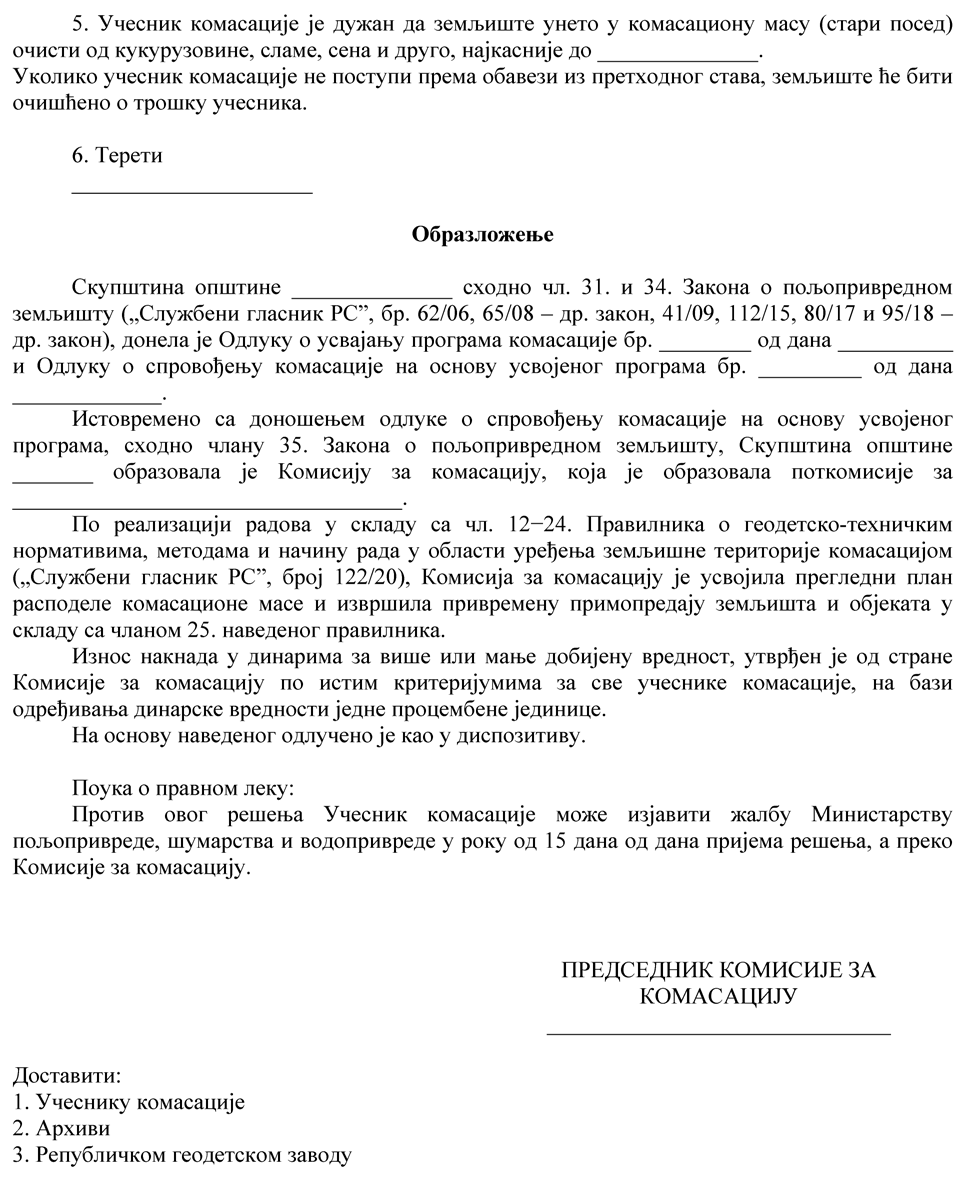 5. Учесник комасације је дужан да земљиште унето у комасациону масу (стари посед)
очисти од кукурузовине, сламе, сена и друго, најкасније до ______________.
Уколико учесник комасације не поступи према обавези из претходног става, земљиште ће бити
очишћено о трошку учесника.
6. Терети
_____________________
Образложење
Скупштина општине ______________ сходно чл. 31. и 34. Закона о пољопривредном
земљишту („Службени гласник РС”, бр. 62/06, 65/08 – др. закон, 41/09, 112/15, 80/17 и 95/18 –
др. закон), донела је Одлуку о усвајању програма комасације бр. ________ од дана __________
и Одлуку о спровођењу комасације на основу усвојеног програма бр. _________ од дана
_____________.
Истовремено са доношењем одлуке о спровођењу комасације на основу усвојеног
програма, сходно члану 35. Закона о пољопривредном земљишту, Скупштина општине
_______ образовала је Комисију за комасацију, која је образовала поткомисије за
__________________________________.
По реализацији радова у складу са чл. 12−24. Правилника о геодетско-техничким
нормативима, методама и начину рада у области уређења земљишне територије комасацијом
(„Службени гласник РС”, број 122/20), Комисија за комасацију је усвојила прегледни план
расподеле комасационе масе и извршила привремену примопредају земљишта и објеката у
складу са чланом 25. наведеног правилника.
Износ накнада у динарима за више или мање добијену вредност, утврђен је од стране
Комисије за комасацију по истим критеријумима за све учеснике комасације, на бази
одређивања динарске вредности једне процембене јединице.
На основу наведеног одлучено је као у диспозитиву.
Поука о правном леку:
Против овог решења Учесник комасације може изјавити жалбу Министарству
пољопривреде, шумарства и водопривреде у року од 15 дана од дана пријема решења, а преко
Комисије за комасацију.
ПРЕДСЕДНИК КОМИСИЈЕ ЗА
КОМАСАЦИЈУ
______________________________
Доставити:
1. Учеснику комасације
2. Архиви
3. Републичком геодетском заводу